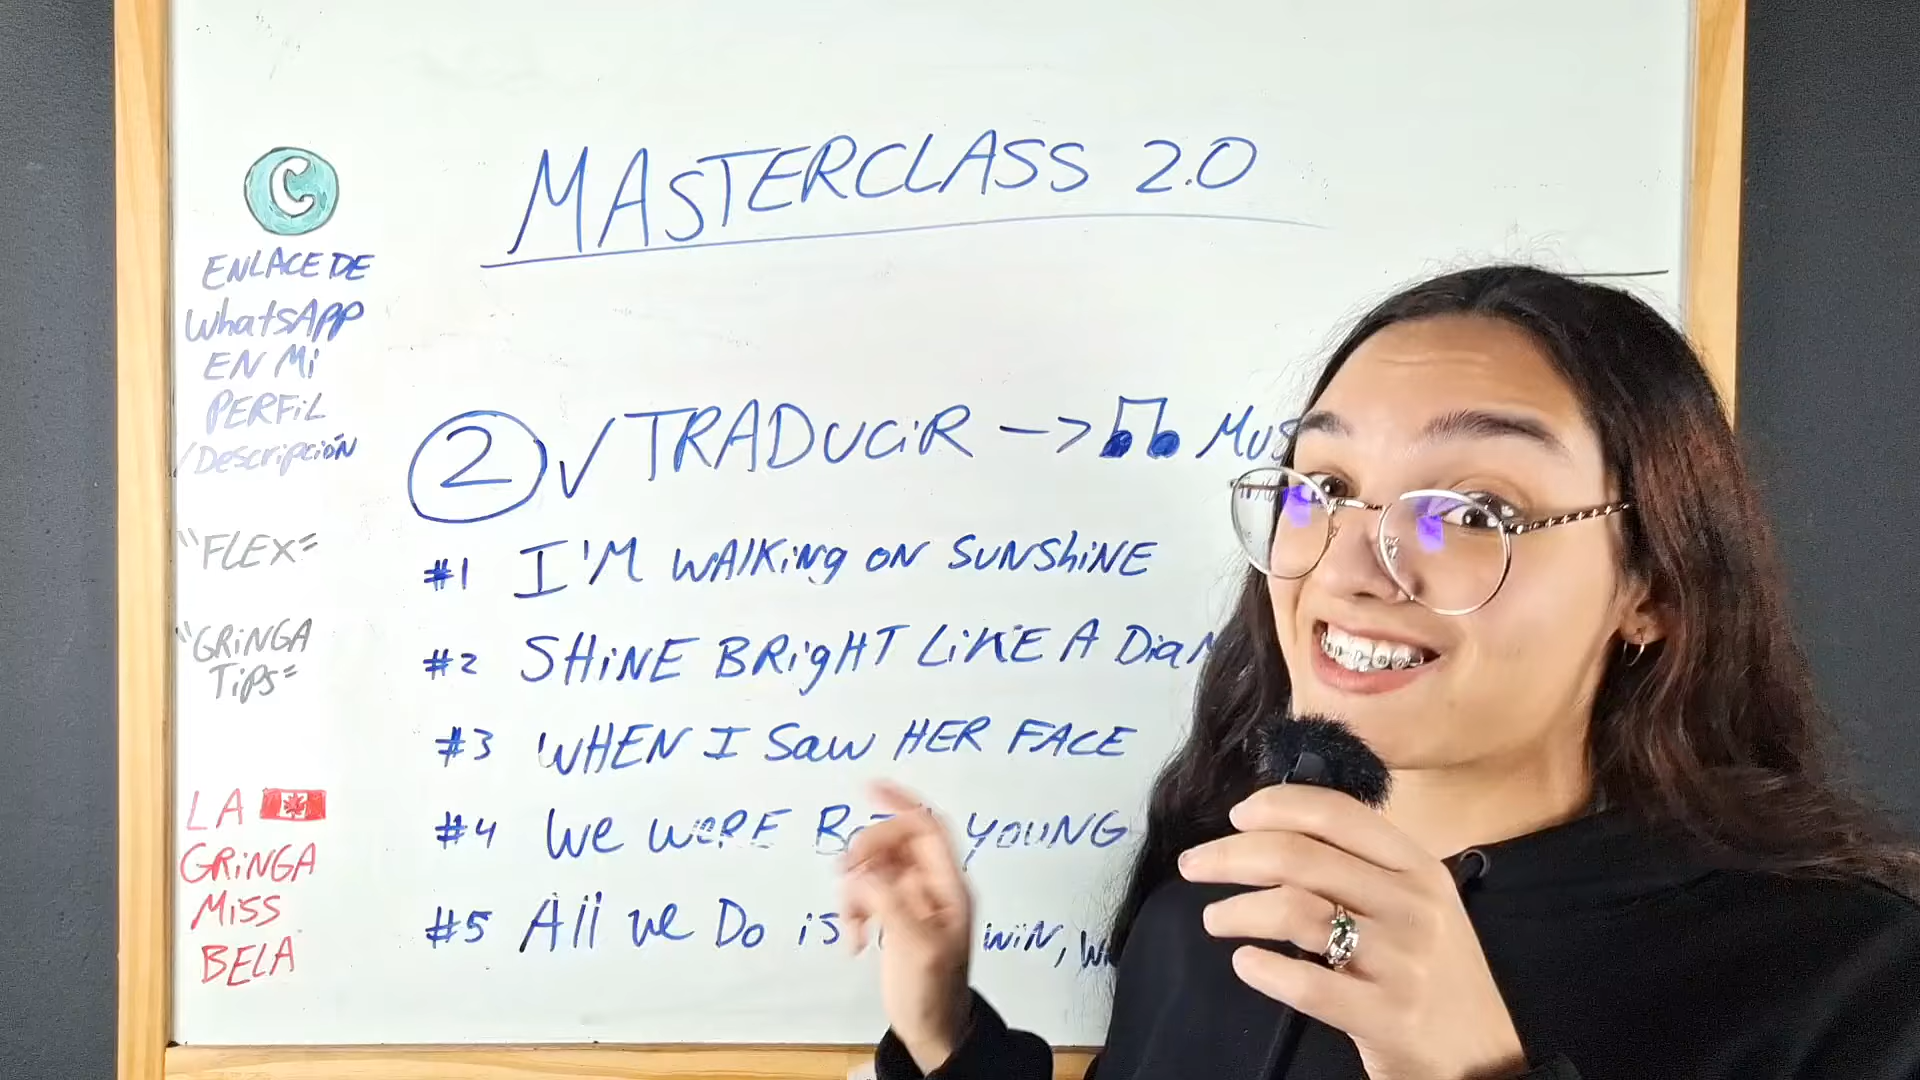 MASTERCLASS 2.0
C
ENLACE DE
WhatsAPP
EN Mi
PERFiL
/Descripción
"FLEX"
"GRiNGA
TiPS"
LA
GRiNGA
MiSS
BELA
2 ✓ TRADUCiR -> MUS
#1 I'M WALKiNg ON SUNShiNE
#2 SHiNE BRigHT LiKE A DiaM
#3 WHEN I Saw HER FACE
#4 We WeRE YOUNG
#5 All we Do is WiN, Wi